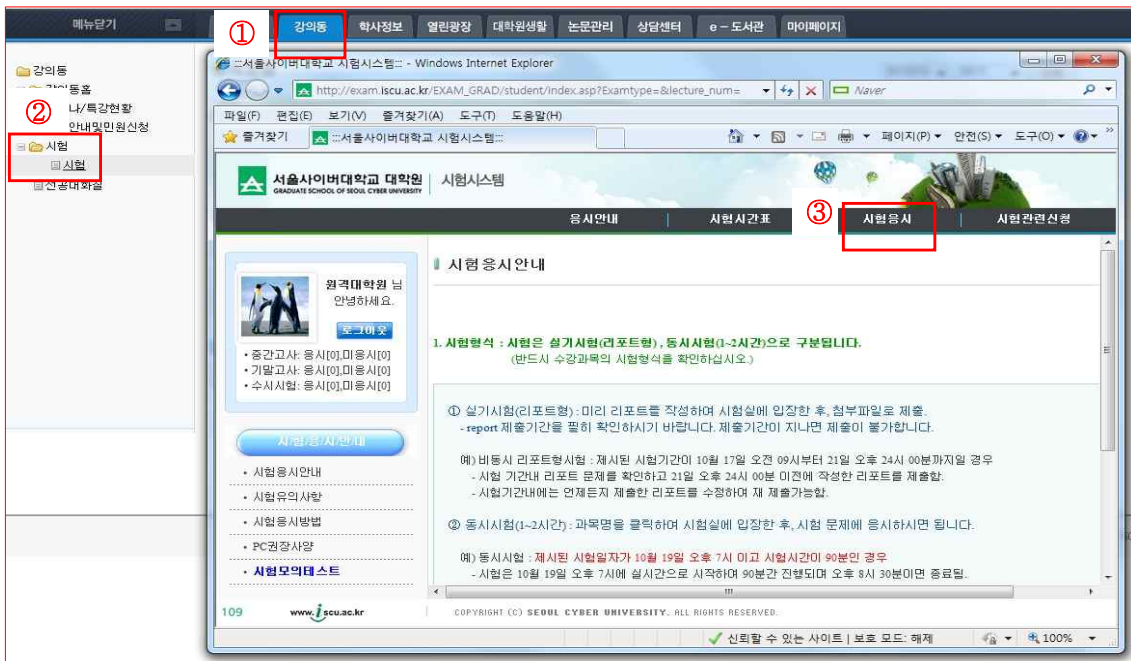 메뉴닫기
① 강의동 학사정보 열린광장 대학원생활 논문관리 상담센터 e - 도서관 마이페이지
강의동
② 나/특강현황
안내및민원신청
시험
시험
전공대화실
:::서울사이버대학교 시험시스템::: - Windows Internet Explorer
http://exam.iscu.ac.kr/EXAM_GRAD/student/index.asp?Examtype=&lecture_num= Naver
파일(F) 편집(E) 보기(V) 즐겨찾기(A) 도구(T) 도움말(H)
즐겨찾기 :::서울사이버대학교 시험시스템::: 페이지(P) 안전(S) 도구(O)
서울사이버대학교 대학원 시험시스템
GRADUATE SCHOOL OF SEOUL CYBER UNIVERSITY
응시안내 시험시간표 ③ 시험응시 시험관련신청
원격대학원 님
안녕하세요.
로그아웃
• 중간고사: 응시[0],미응시[0]
• 기말고사: 응시[0],미응시[0]
• 수시시험: 응시[0],미응시[0]
시/험/응/시/안/내
• 시험응시안내
• 시험유의사항
• 시험응시방법
• PC권장사양
• 시험모의테스트
시험응시안내
1. 시험형식 : 시험은 실기시험(리포트형) , 동시시험(1~2시간)으로 구분됩니다.
(반드시 수강과목의 시험형식을 확인하십시오.)
① 실기시험(리포트형) : 미리 리포트를 작성하여 시험실에 입장한 후, 첨부파일로 제출.
- report 제출기간을 필히 확인하시기 바랍니다. 제출기간이 지나면 제출이 불가합니다.
예) 비동시 리포트형시험 : 제시된 시험기간이 10월 17일 오전 09시부터 21일 오후 24시 00분까지일 경우
- 시험 기간내 리포트 문제를 확인하고 21일 오후 24시 00분 이전에 작성한 리포트를 제출함.
- 시험기간내에는 언제든지 제출한 리포트를 수정하여 재 제출가능함.
② 동시시험(1~2시간) : 과목명을 클릭하여 시험실에 입장한 후, 시험 문제에 응시하시면 됩니다.
예) 동시시험 : 제시된 시험일자가 10월 19일 오후 7시 이고 시험시간이 90분인 경우
- 시험은 10월 19일 오후 7시에 실시간으로 시작하여 90분간 진행되며 오후 8시 30분이면 종료됨.
109 www.iscu.ac.kr COPYRIGHT (C) SEOUL CYBER UNIVERSITY. ALL RIGHTS RESERVED.
신뢰할 수 있는 사이트 | 보호 모드: 해제 100%